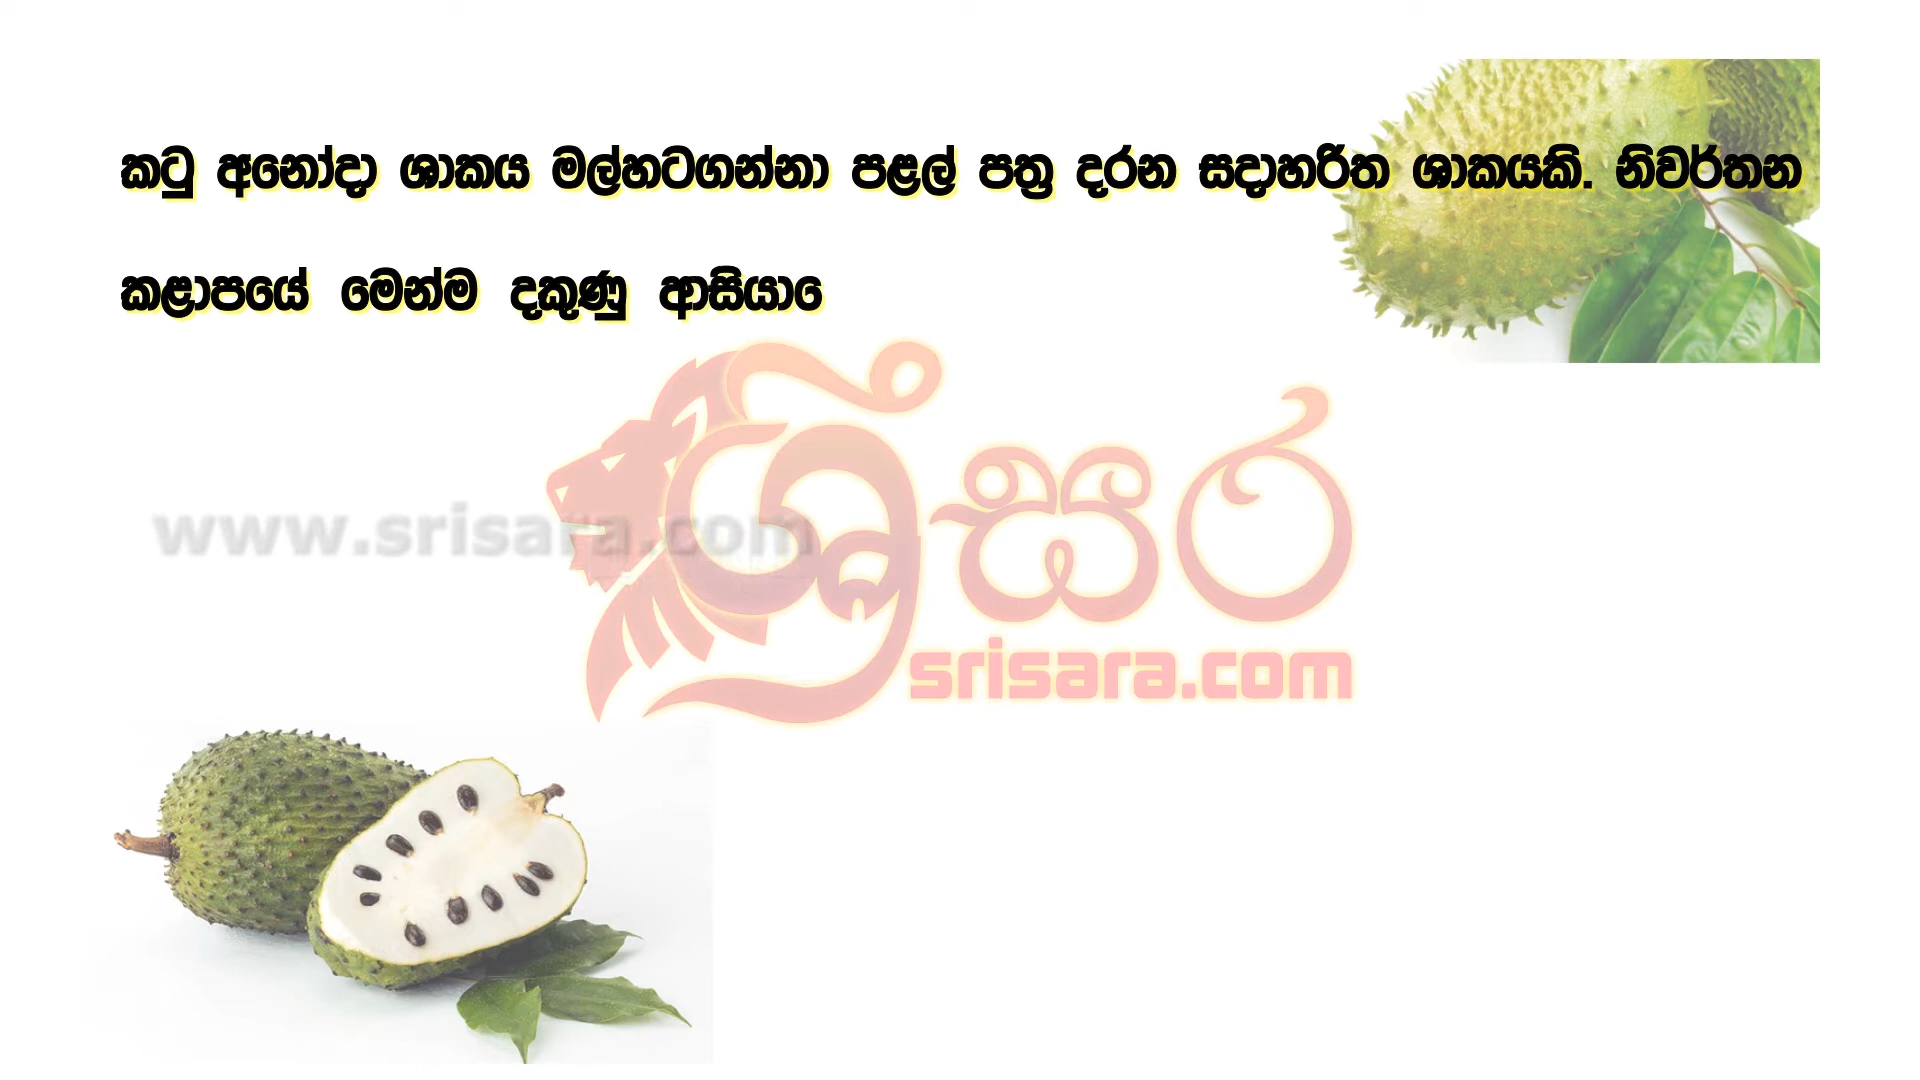 කටු අනෝදා ශාකය මල්හටගන්නා පළල් පත්‍ර දරන සදාහරිත ශාකයකි. නිවර්තන
කළාපයේ මෙන්ම දකුණු ආසියාෙ
www.srisara.com
ශ්‍රීසර
srisara.com